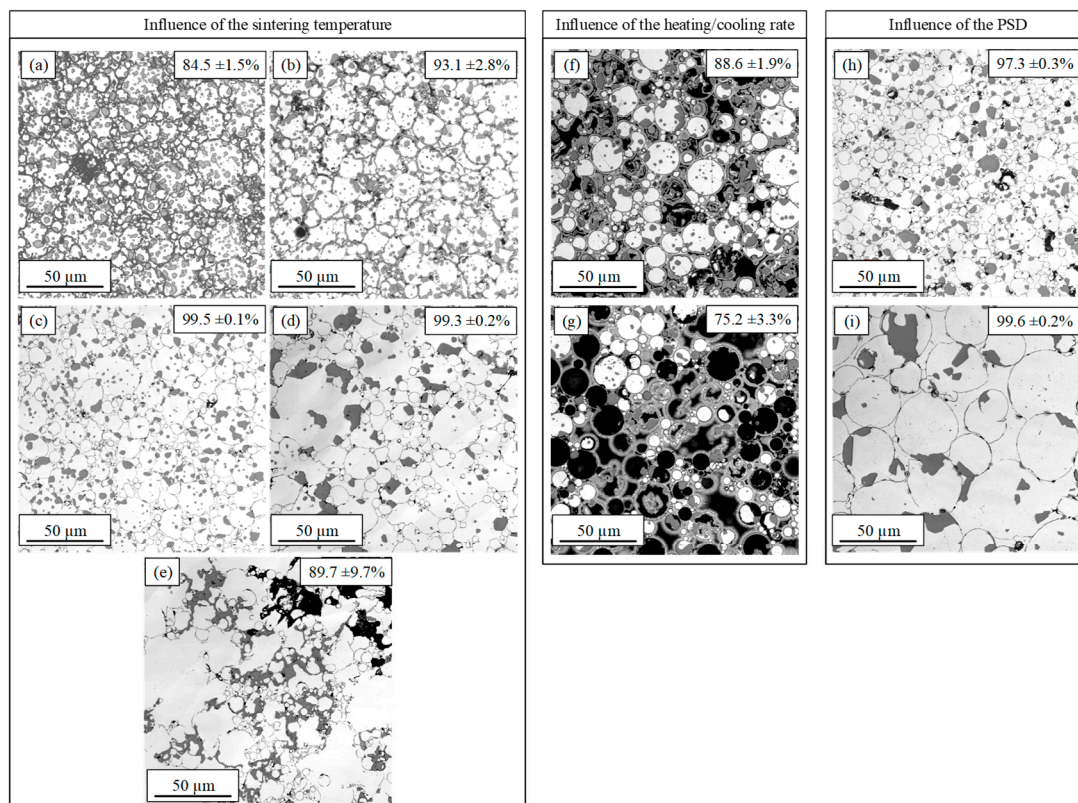 Influence of the sintering temperature
(a)
84.5 ±1.5%
50 µm
(b)
93.1 ±2.8%
50 µm
(c)
99.5 ±0.1%
50 µm
(d)
99.3 ±0.2%
50 µm
(e)
89.7 ±9.7%
50 µm
Influence of the heating/cooling rate
(f)
88.6 ±1.9%
50 µm
(g)
75.2 ±3.3%
50 µm
Influence of the PSD
(h)
97.3 ±0.3%
50 µm
(i)
99.6 ±0.2%
50 µm